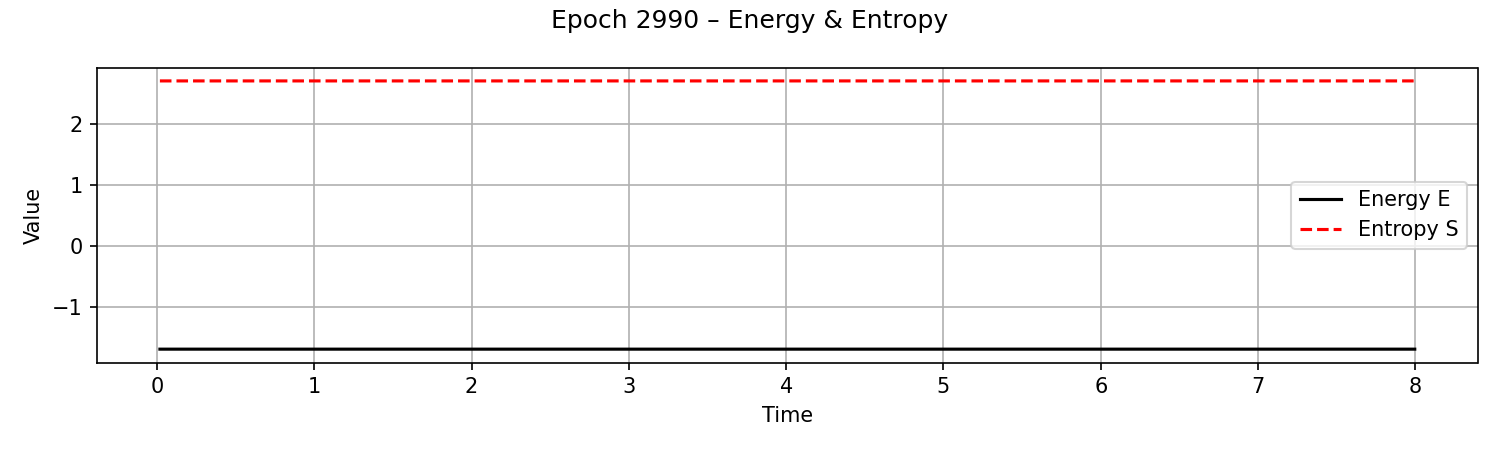 Epoch 2990 – Energy & Entropy
Value
2
1
0
−1
Energy E
Entropy S
0 1 2 3 4 5 6 7 8
Time